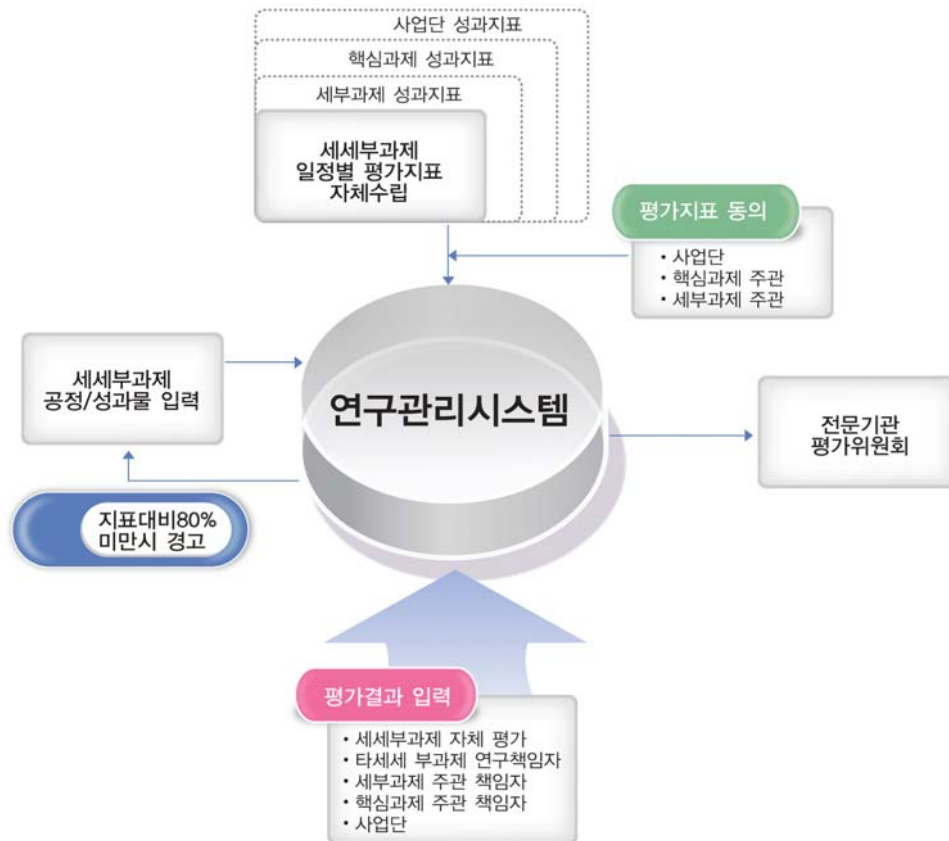 사업단 성과지표
핵심과제 성과지표
세부과제 성과지표
세세부과제
일정별 평가지표
자체수립
평가지표 동의
• 사업단
• 핵심과제 주관
• 세부과제 주관
세세부과제
공정/성과물 입력
연구관리시스템
전문기관
평가위원회
지표대비80%
미만시 경고
평가결과 입력
• 세세부과제 자체 평가
• 타세세 부과제 연구책임자
• 세부과제 주관 책임자
• 핵심과제 주관 책임자
• 사업단